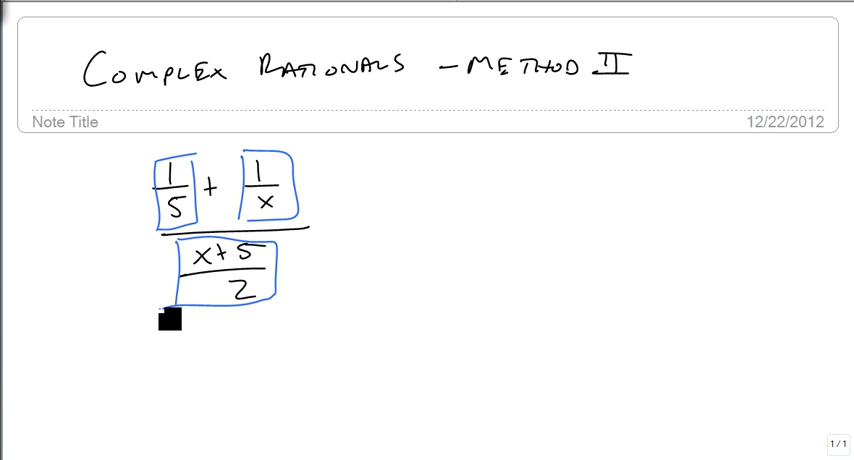 COMPLEX RATIONALS - METHOD II
Note Title 12/22/2012
1/5 + 1/x
x+5
2
1 / 1